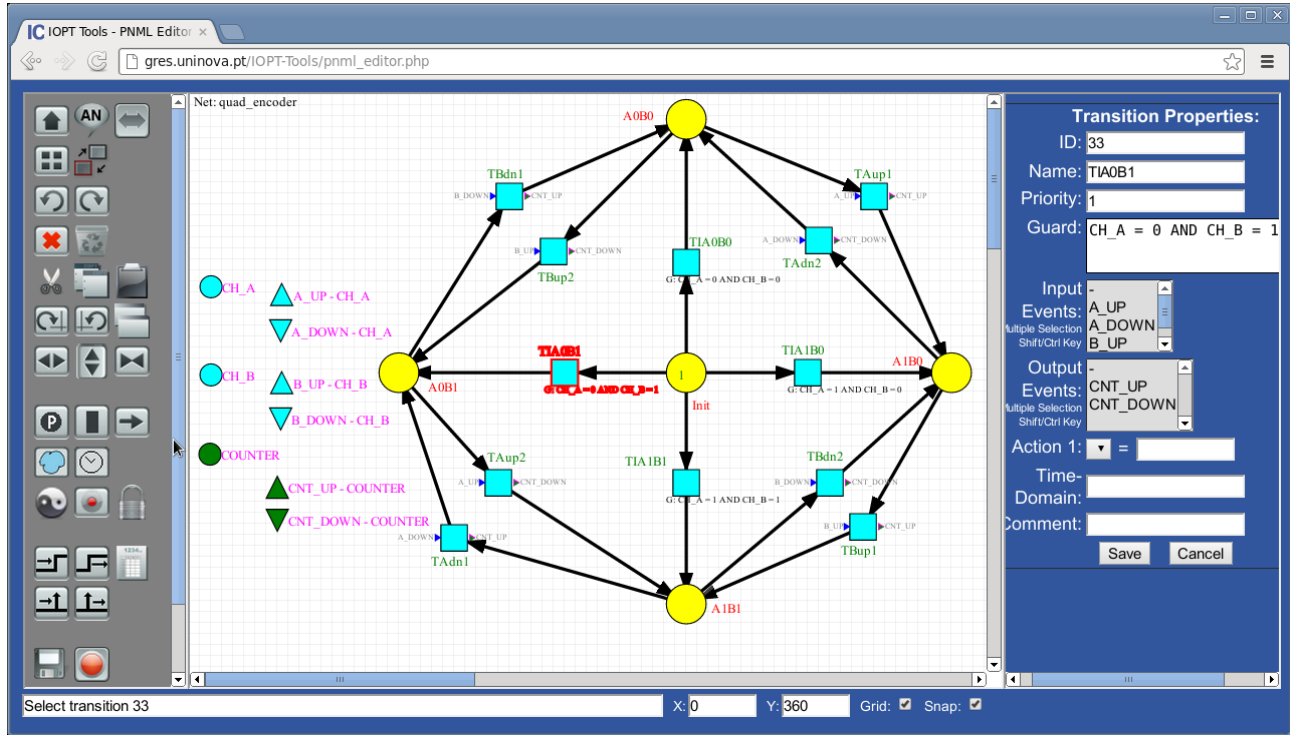 IC IOPT Tools - PNML Editor ×
gres.uninova.pt/IOPT-Tools/pnml_editor.php
AN
P
1234..
Net: quad_encoder
A0B0
TBdn1
B_DOWN CNT_UP
TAup1
A_UP CNT_UP
B_UP CNT_DOWN
TBup2
TIA0B0
G: CH_A = 0 AND CH_B = 0
A_DOWN CNT_DOWN
TAdn2
CH_A
A_UP - CH_A
A_DOWN - CH_A
CH_B
B_UP - CH_B
B_DOWN - CH_B
COUNTER
CNT_UP - COUNTER
CNT_DOWN - COUNTER
A0B1
TIA0B1
G: CH_A = 0 AND CH_B = 1
1
Init
TIA1B0
G: CH_A = 1 AND CH_B = 0
A1B0
TAup2
A_UP CNT_DOWN
TIA1B1
G: CH_A = 1 AND CH_B = 1
TBdn2
B_DOWN CNT_DOWN
A_DOWN CNT_UP
TAdn1
B_UP CNT_UP
TBup1
A1B1
Transition Properties:
ID: 33
Name: TIA0B1
Priority: 1
Guard: CH_A = 0 AND CH_B = 1
Input Events:
Multiple Selection
Shift/Ctrl Key
-
A_UP
A_DOWN
B_UP
Output Events:
Multiple Selection
Shift/Ctrl Key
-
CNT_UP
CNT_DOWN
Action 1: =
Time-Domain:
Comment:
Save Cancel
Select transition 33
X: 0 Y: 360 Grid: Snap: